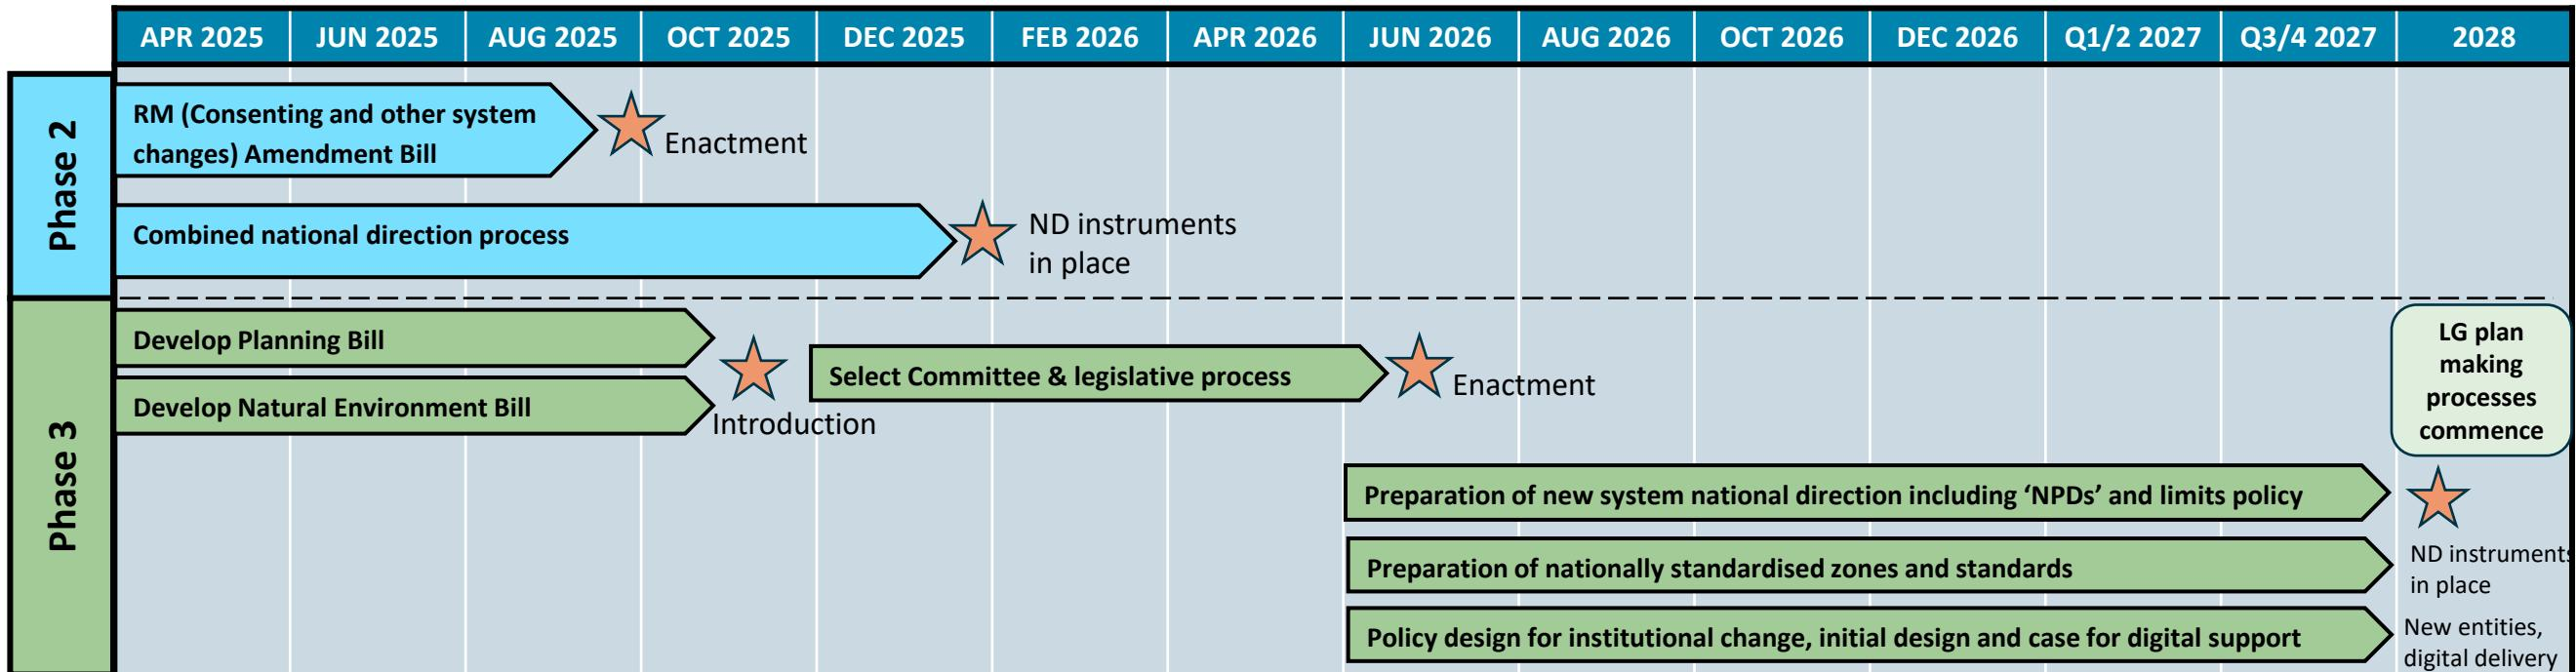 APR 2025 JUN 2025 AUG 2025 OCT 2025 DEC 2025 FEB 2026 APR 2026 JUN 2026 AUG 2026 OCT 2026 DEC 2026 Q1/2 2027 Q3/4 2027 2028
Phase 2
RM (Consenting and other system
changes) Amendment Bill
Enactment
Combined national direction process
ND instruments
in place
Phase 3
Develop Planning Bill
Develop Natural Environment Bill
Introduction
Select Committee & legislative process
Enactment
LG plan
making
processes
commence
Preparation of new system national direction including ‘NPDs’ and limits policy
ND instruments
in place
Preparation of nationally standardised zones and standards
Policy design for institutional change, initial design and case for digital support
New entities,
digital delivery